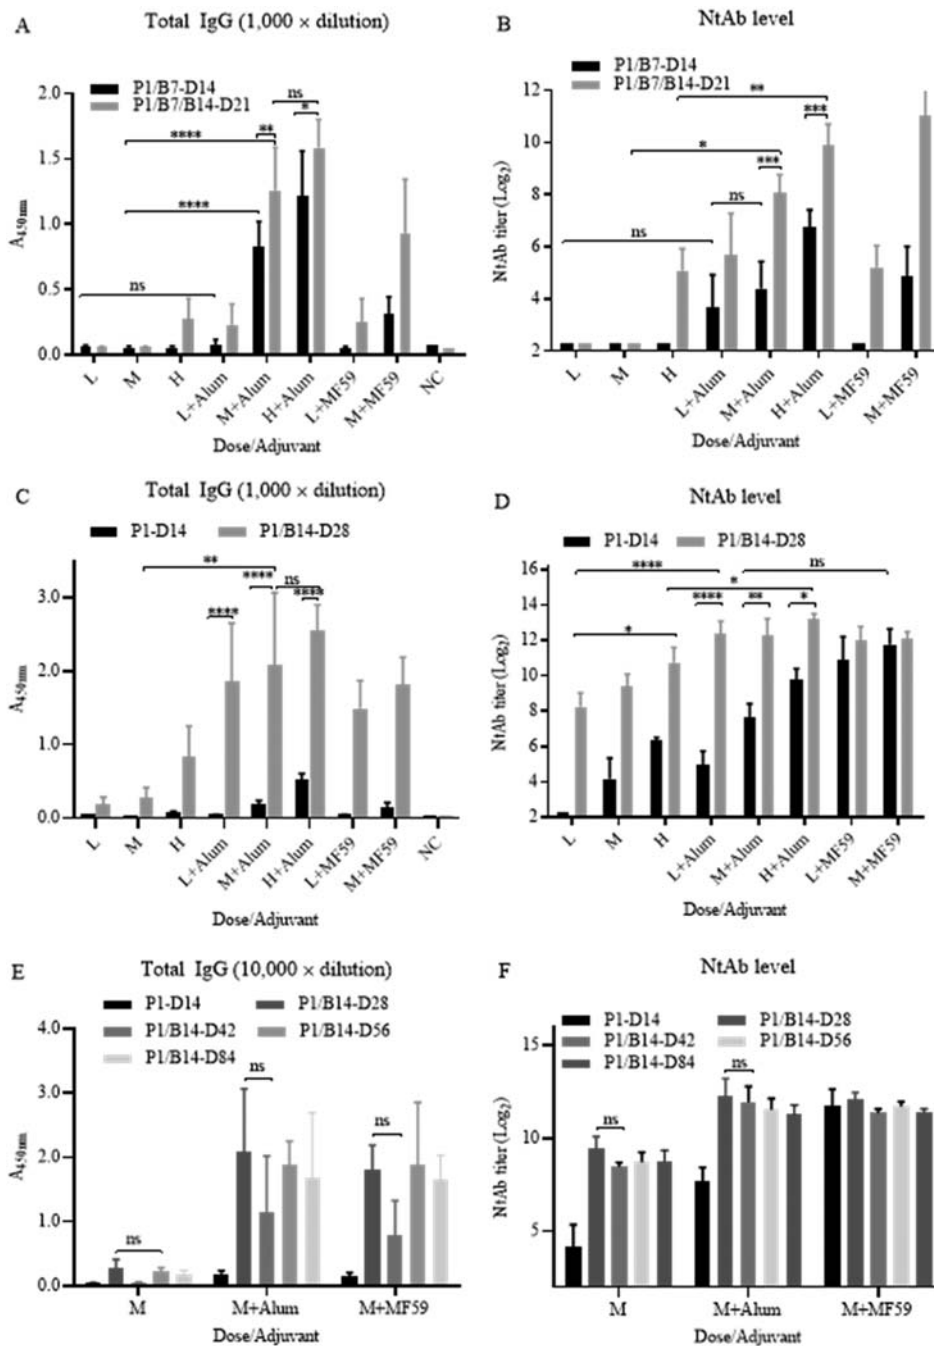 A
Total IgG (1,000 × dilution)
P1/B7-D14
P1/B7/B14-D21
ns
*
**
****
****
ns
2.0
1.5
1.0
0.5
0.0
A450nm
L
M
H
L+Alum
M+Alum
H+Alum
L+MF59
M+MF59
NC
Dose/Adjuvant
B
NtAb level
P1/B7-D14
P1/B7/B14-D21
**
***
*
***
ns
ns
12
10
8
6
4
2
NtAb titer (Log2)
L
M
H
L+Alum
M+Alum
H+Alum
L+MF59
M+MF59
Dose/Adjuvant
C
Total IgG (1,000 × dilution)
P1-D14
P1/B14-D28
**
****
ns
****
****
3.0
2.0
1.0
0.0
A450nm
L
M
H
L+Alum
M+Alum
H+Alum
L+MF59
M+MF59
NC
Dose/Adjuvant
D
NtAb level
P1-D14
P1/B14-D28
****
ns
*
****
**
*
*
16
14
12
10
8
6
4
2
NtAb titer (Log2)
L
M
H
L+Alum
M+Alum
H+Alum
L+MF59
M+MF59
Dose/Adjuvant
E
Total IgG (10,000 × dilution)
P1-D14
P1/B14-D28
P1/B14-D42
P1/B14-D56
P1/B14-D84
ns
ns
ns
4.0
3.0
2.0
1.0
0.0
A450nm
M
M+Alum
M+MF59
Dose/Adjuvant
F
NtAb level
P1-D14
P1/B14-D28
P1/B14-D42
P1/B14-D56
P1/B14-D84
ns
ns
15
10
5
NtAb titer (Log2)
M
M+Alum
M+MF59
Dose/Adjuvant